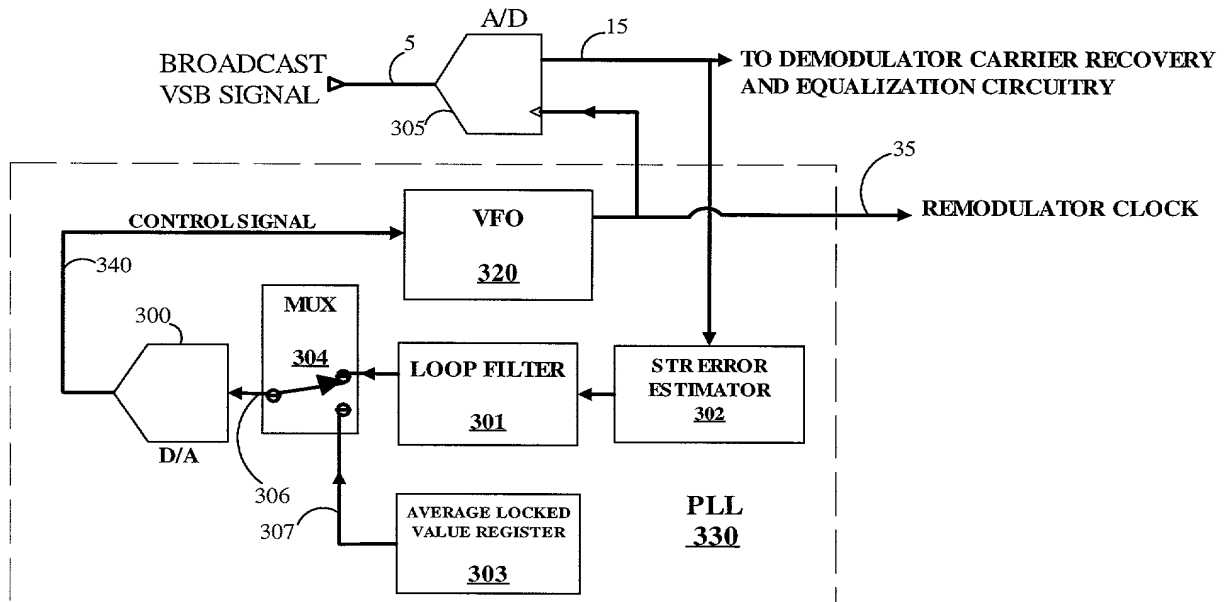 A/D
15
5
BROADCAST
VSB SIGNAL
TO DEMODULATOR CARRIER RECOVERY
AND EQUALIZATION CIRCUITRY
305
35
VFO
320
REMODULATOR CLOCK
CONTROL SIGNAL
340
300
MUX
304
LOOP FILTER
301
STR ERROR
ESTIMATOR
302
D/A
306
307
AVERAGE LOCKED
VALUE REGISTER
303
PLL
330